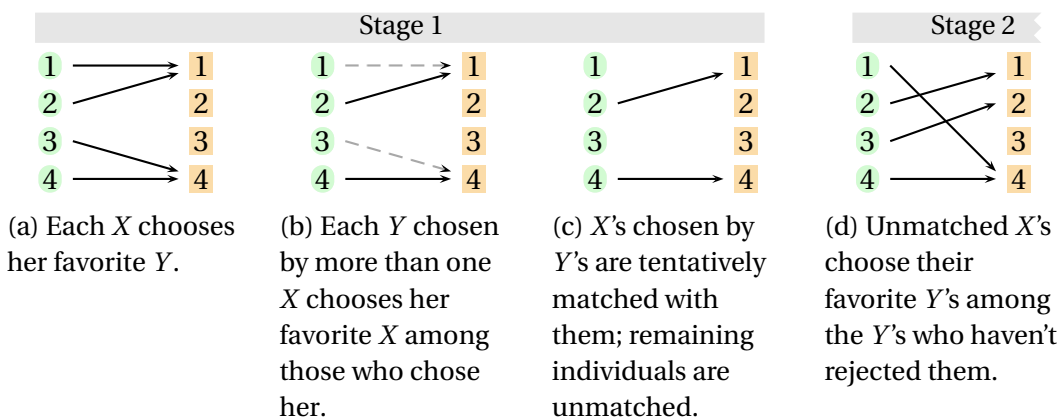 Stage 1
Stage 2
1 1
2 2
3 3
4 4
(a) Each X chooses
her favorite Y.
1 1
2 2
3 3
4 4
(b) Each Y chosen
by more than one
X chooses her
favorite X among
those who chose
her.
1 1
2 2
3 3
4 4
(c) X’s chosen by
Y’s are tentatively
matched with
them; remaining
individuals are
unmatched.
1 1
2 2
3 3
4 4
(d) Unmatched X’s
choose their
favorite Y’s among
the Y’s who haven’t
rejected them.